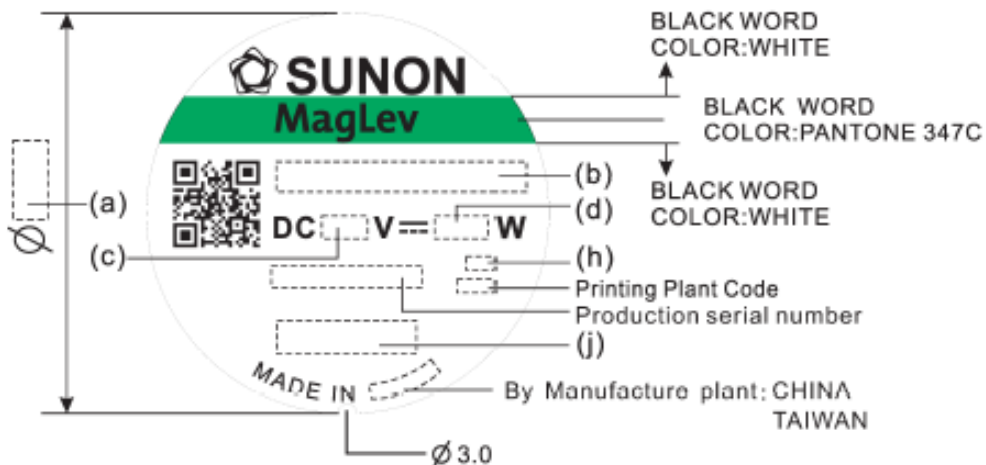 BLACK WORD
COLOR:WHITE
SUNON
MagLev
BLACK WORD
COLOR:PANTONE 347C
(a)
(b)
BLACK WORD
COLOR:WHITE
DC V⎓ W
(d)
(c)
(h)
Printing Plant Code
Production serial number
(j)
MADE IN
By Manufacture plant: CHINA
TAIWAN
Ø
Ø 3.0